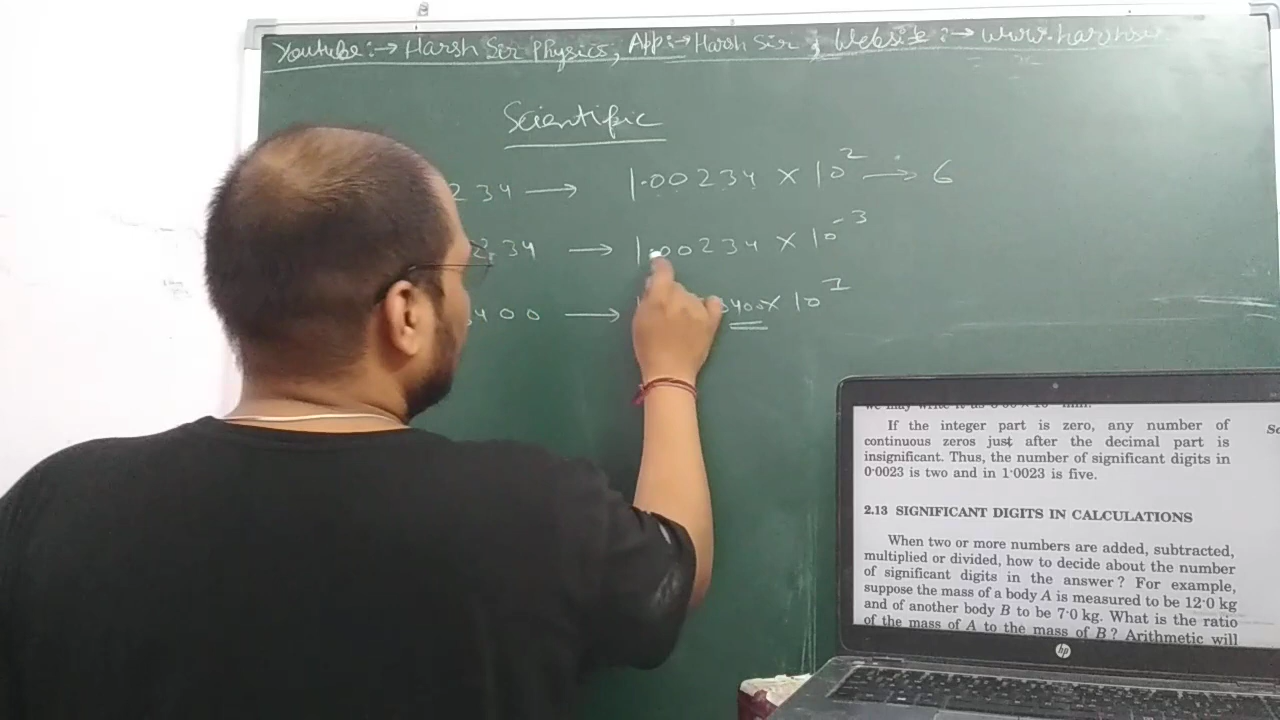 Youtube:→ Harsh Sir Physics, App:→ Harsh Sir, Website:→
Scientific
234 → 1.00234 × 10² → 6
234 → 1.00234 × 10⁻³
400 → 400 × 10
If the integer part is zero, any number of
continuous zeros just after the decimal part is
insignificant. Thus, the number of significant digits in
0·0023 is two and in 1·0023 is five.
2.13 SIGNIFICANT DIGITS IN CALCULATIONS
When two or more numbers are added, subtracted,
multiplied or divided, how to decide about the number
of significant digits in the answer ? For example,
suppose the mass of a body A is measured to be 12·0 kg
and of another body B to be 7·0 kg. What is the ratio
of the mass of A to the mass of B ? Arithmetic will
hp